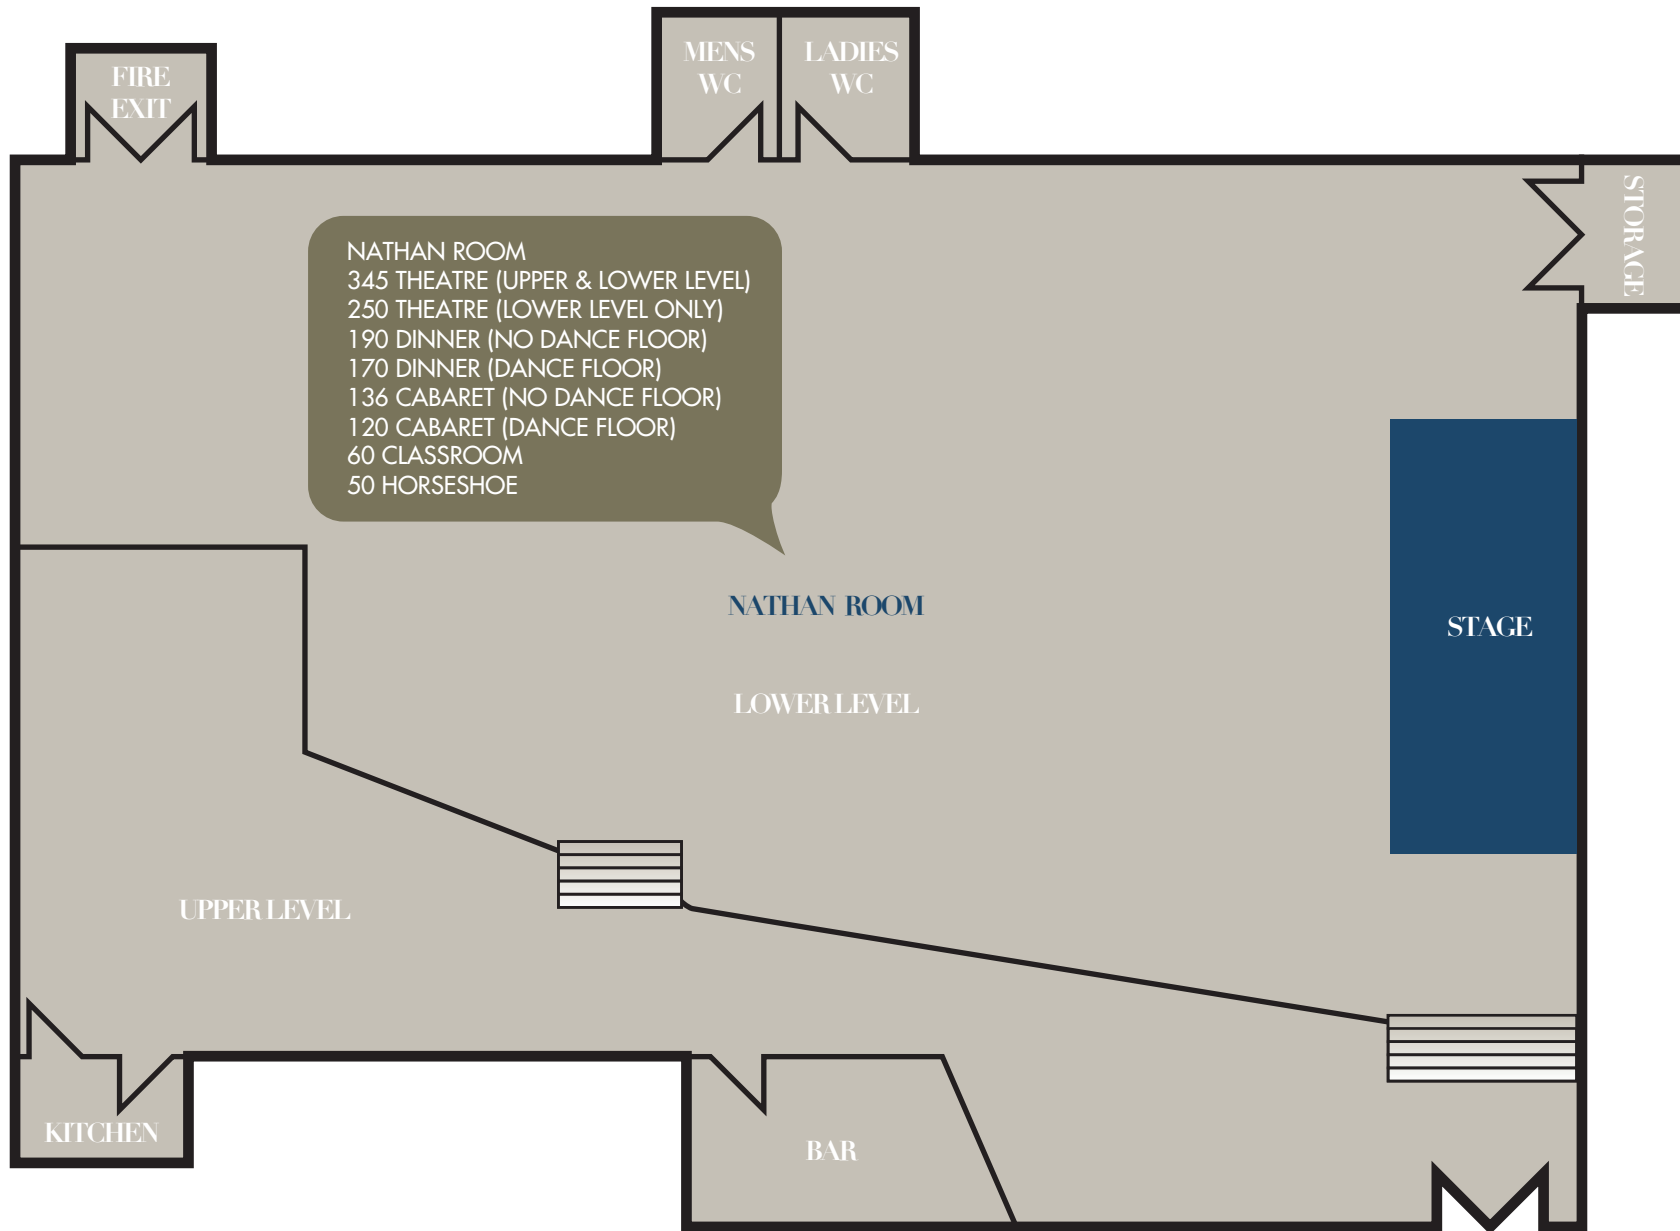 FIRE
EXIT
MENS
WC
LADIES
WC
STORAGE
NATHAN ROOM
345 THEATRE (UPPER & LOWER LEVEL)
250 THEATRE (LOWER LEVEL ONLY)
190 DINNER (NO DANCE FLOOR)
170 DINNER (DANCE FLOOR)
136 CABARET (NO DANCE FLOOR)
120 CABARET (DANCE FLOOR)
60 CLASSROOM
50 HORSESHOE
NATHAN ROOM
STAGE
LOWER LEVEL
UPPER LEVEL
KITCHEN
BAR